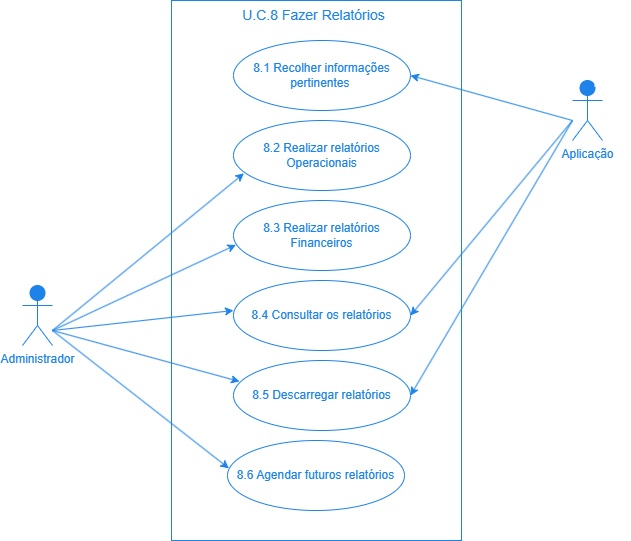 U.C.8 Fazer Relatórios
8.1 Recolher informações
pertinentes
Aplicação
8.2 Realizar relatórios
Operacionais
8.3 Realizar relatórios
Financeiros
8.4 Consultar os relatórios
Administrador
8.5 Descarregar relatórios
8.6 Agendar futuros relatórios